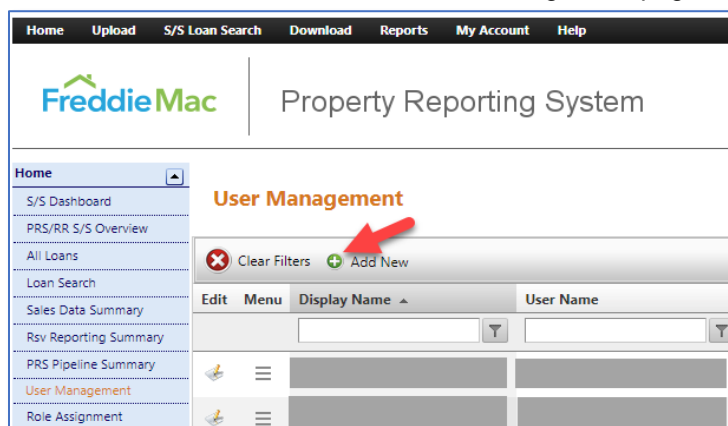 Home Upload S/S Loan Search Download Reports My Account Help
Freddie Mac Property Reporting System
Home
S/S Dashboard
PRS/RR S/S Overview
All Loans
Loan Search
Sales Data Summary
Rsv Reporting Summary
PRS Pipeline Summary
User Management
Role Assignment
User Management
Clear Filters Add New
Edit Menu Display Name User Name